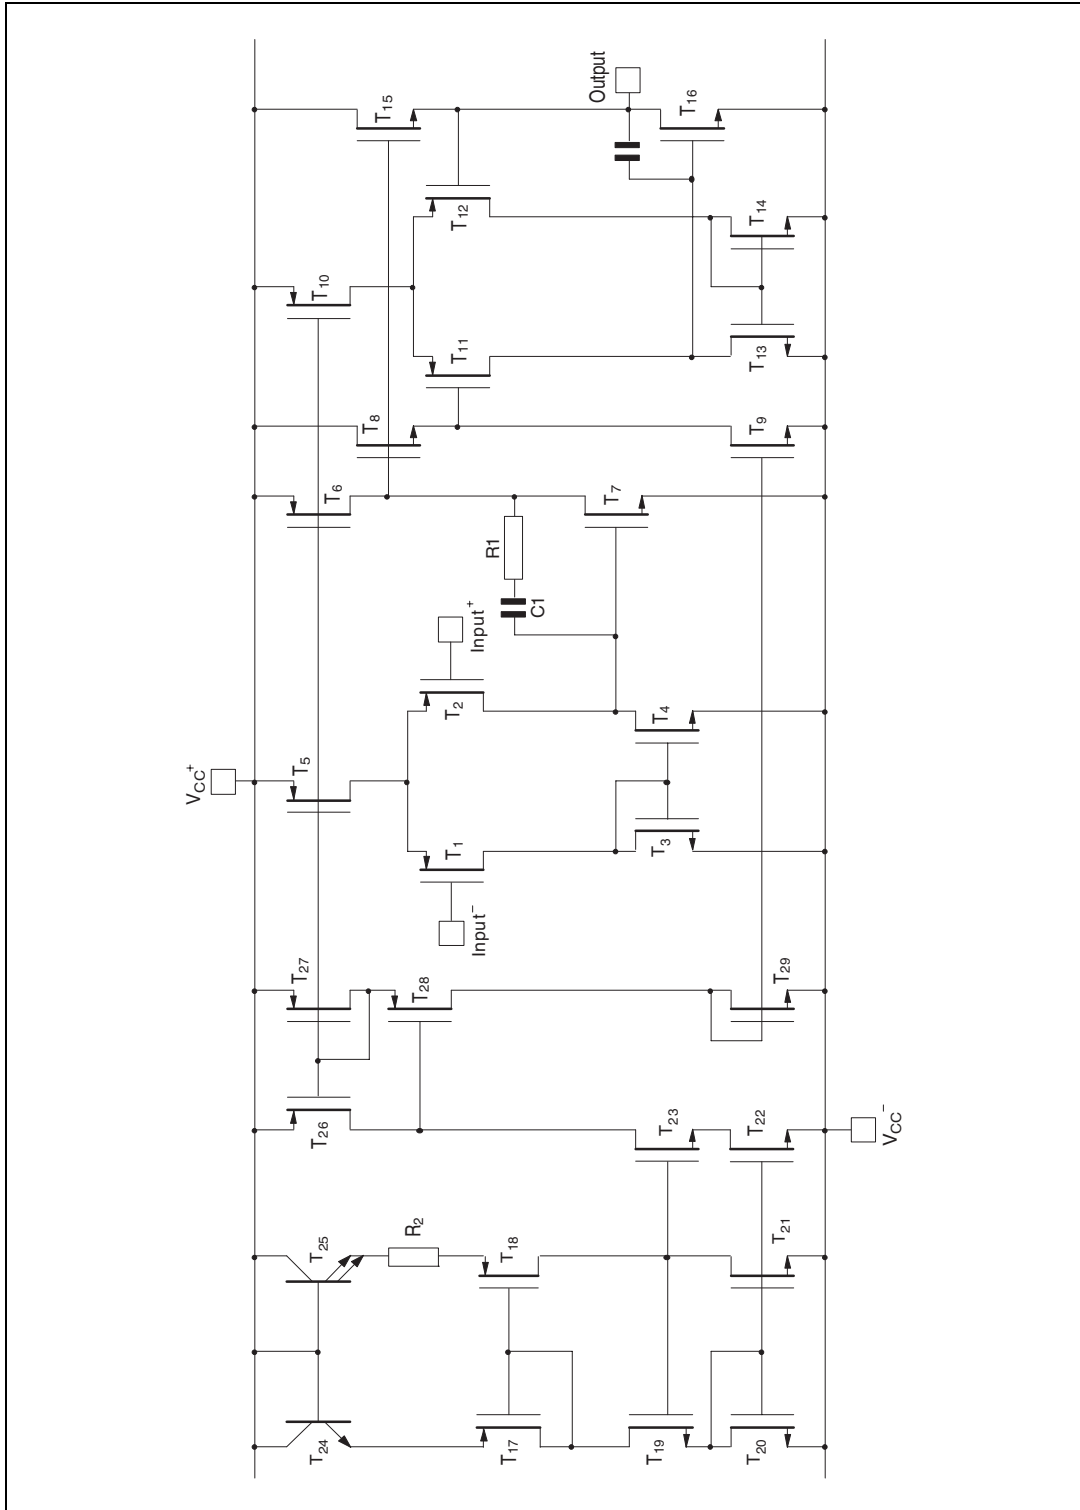 Output
T15
T16
T12
T14
T10
T11
T13
T8
T9
T6
T7
R1
C1
Input+
T2
T4
VCC+
T5
T1
T3
Input−
T27
T28
T29
T26
T23
T22
VCC−
T25
R2
T18
T21
T24
T17
T19
T20